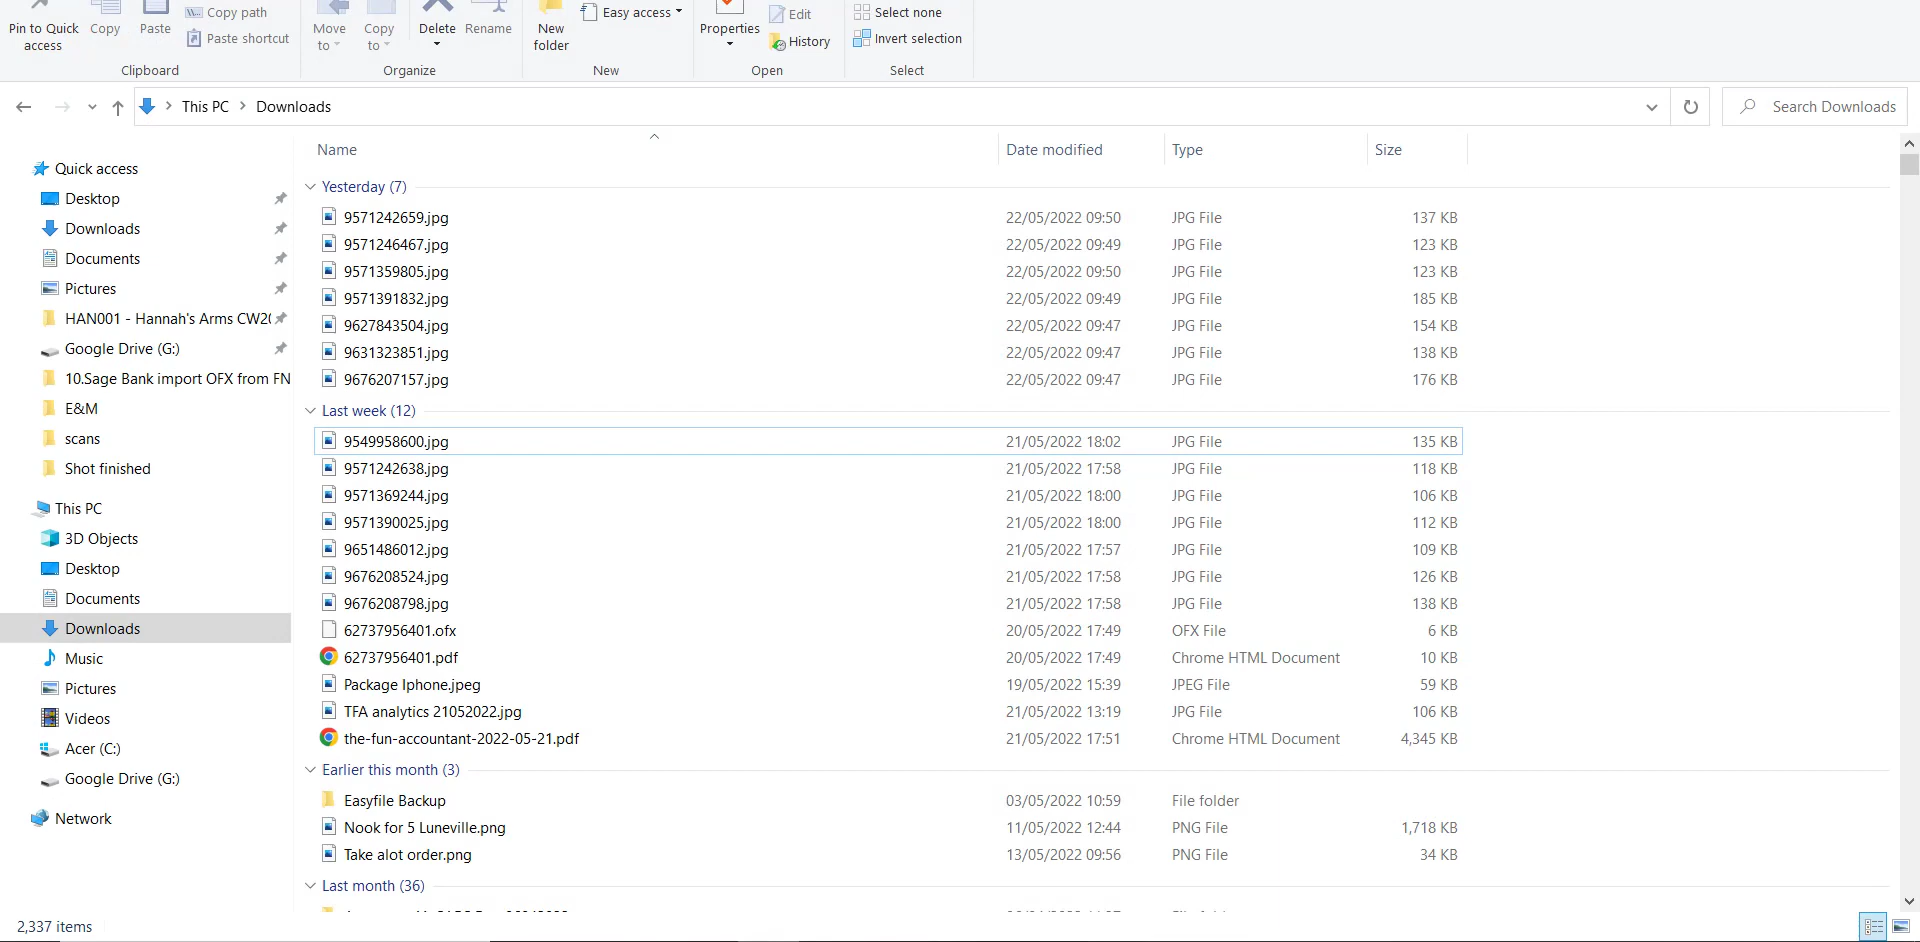 Pin to Quick access
Copy
Paste
Copy path
Paste shortcut
Clipboard
Move to
Copy to
Delete
Rename
Organize
New folder
Easy access
New
Properties
Edit
History
Open
Select none
Invert selection
Select
This PC > Downloads
Search Downloads
Quick access
Desktop
Downloads
Documents
Pictures
HAN001 - Hannah's Arms
Google Drive (G:)
10.Sage Bank import OFX from FN
E&M
scans
Shot finished
This PC
3D Objects
Desktop
Documents
Downloads
Music
Pictures
Videos
Acer (C:)
Google Drive (G:)
Network
Name Date modified Type Size
Yesterday (7)
9571242659.jpg 22/05/2022 09:50 JPG File 137 KB
9571246467.jpg 22/05/2022 09:49 JPG File 123 KB
9571359805.jpg 22/05/2022 09:50 JPG File 123 KB
9571391832.jpg 22/05/2022 09:49 JPG File 185 KB
9627843504.jpg 22/05/2022 09:47 JPG File 154 KB
9631323851.jpg 22/05/2022 09:47 JPG File 138 KB
9676207157.jpg 22/05/2022 09:47 JPG File 176 KB
Last week (12)
9549958600.jpg 21/05/2022 18:02 JPG File 135 KB
9571242638.jpg 21/05/2022 17:58 JPG File 118 KB
9571369244.jpg 21/05/2022 18:00 JPG File 106 KB
9571390025.jpg 21/05/2022 18:00 JPG File 112 KB
9651486012.jpg 21/05/2022 17:57 JPG File 109 KB
9676208524.jpg 21/05/2022 17:58 JPG File 126 KB
9676208798.jpg 21/05/2022 17:58 JPG File 138 KB
62737956401.ofx 20/05/2022 17:49 OFX File 6 KB
62737956401.pdf 20/05/2022 17:49 Chrome HTML Document 10 KB
Package Iphone.jpeg 19/05/2022 15:39 JPEG File 59 KB
TFA analytics 21052022.jpg 21/05/2022 13:19 JPG File 106 KB
the-fun-accountant-2022-05-21.pdf 21/05/2022 17:51 Chrome HTML Document 4,345 KB
Earlier this month (3)
Easyfile Backup 03/05/2022 10:59 File folder
Nook for 5 Luneville.png 11/05/2022 12:44 PNG File 1,718 KB
Take alot order.png 13/05/2022 09:56 PNG File 34 KB
Last month (36)
2,337 items